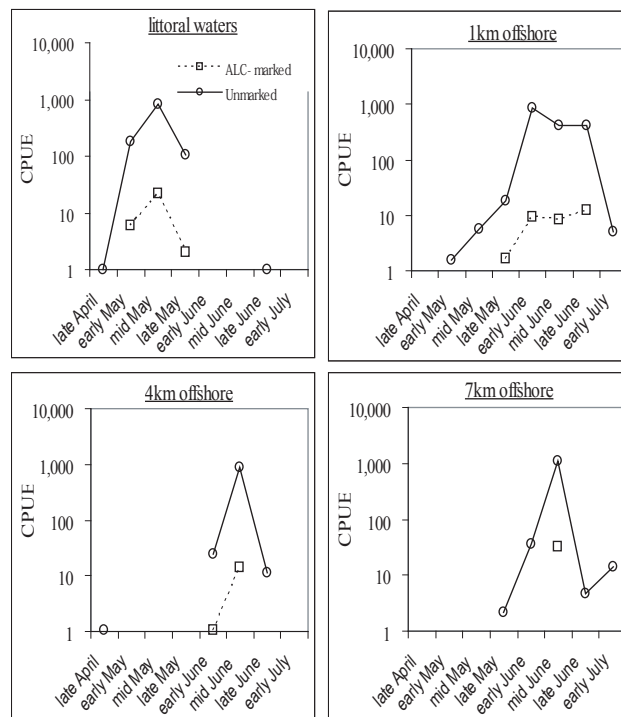 littoral waters
10,000
1,000
100
10
1
CPUE
ALC- marked
Unmarked
late April
early May
mid May
late May
early June
mid June
late June
early July
1km offshore
10,000
1,000
100
10
1
CPUE
late April
early May
mid May
late May
early June
mid June
late June
early July
4km offshore
10,000
1,000
100
10
1
CPUE
late April
early May
mid May
late May
early June
mid June
late June
early July
7km offshore
10,000
1,000
100
10
1
CPUE
late April
early May
mid May
late May
early June
mid June
late June
early July